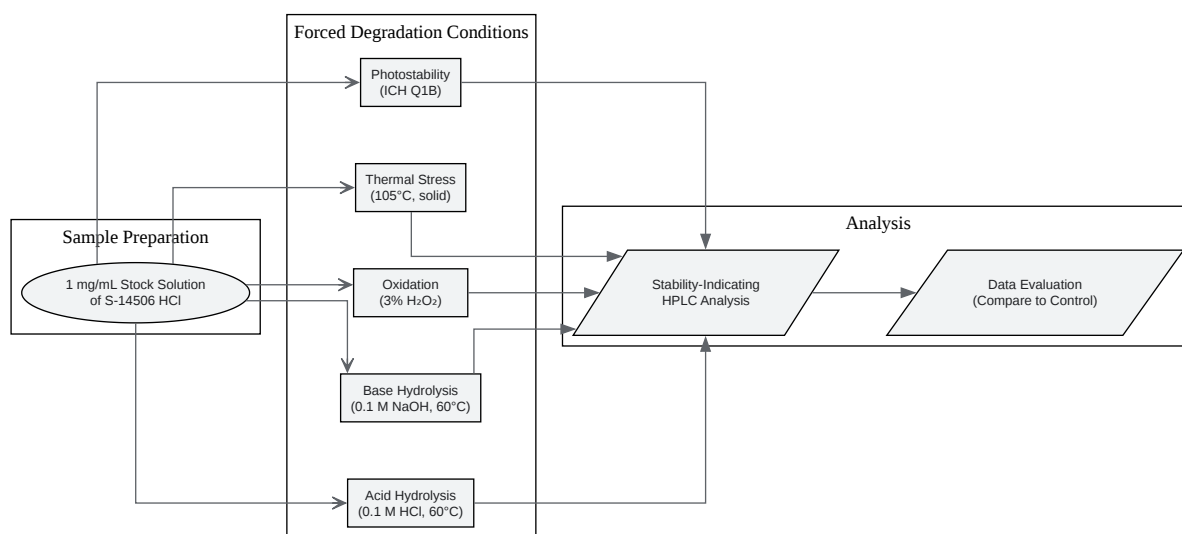 Forced Degradation Conditions
Photostability
(ICH Q1B)
Thermal Stress
(105°C, solid)
Sample Preparation
1 mg/mL Stock Solution
of S-14506 HCl
Oxidation
(3% H₂O₂)
Base Hydrolysis
(0.1 M NaOH, 60°C)
Acid Hydrolysis
(0.1 M HCl, 60°C)
Analysis
Stability-Indicating
HPLC Analysis
Data Evaluation
(Compare to Control)